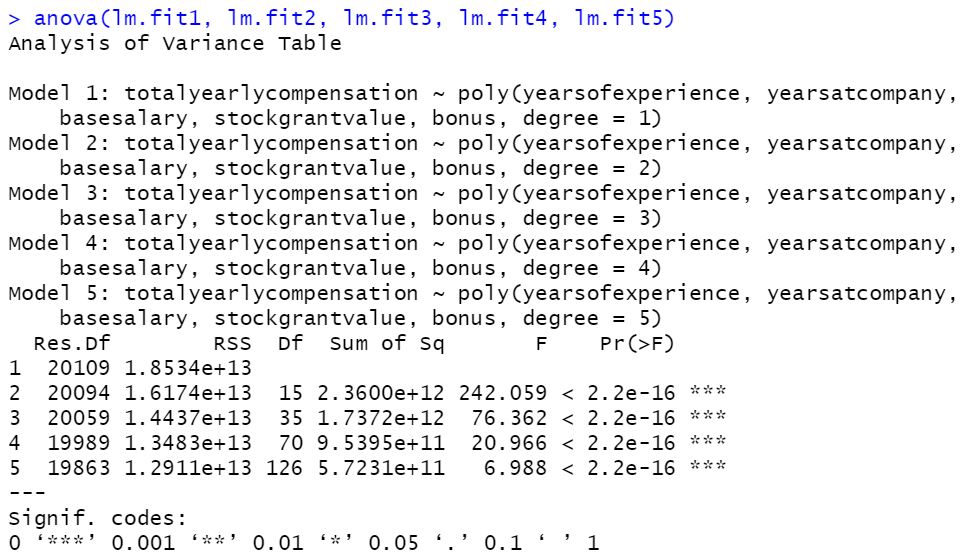 > anova(lm.fit1, lm.fit2, lm.fit3, lm.fit4, lm.fit5)
Analysis of Variance Table

Model 1: totalyearlycompensation ~ poly(yearsofexperience, yearsatcompany,
    basesalary, stockgrantvalue, bonus, degree = 1)
Model 2: totalyearlycompensation ~ poly(yearsofexperience, yearsatcompany,
    basesalary, stockgrantvalue, bonus, degree = 2)
Model 3: totalyearlycompensation ~ poly(yearsofexperience, yearsatcompany,
    basesalary, stockgrantvalue, bonus, degree = 3)
Model 4: totalyearlycompensation ~ poly(yearsofexperience, yearsatcompany,
    basesalary, stockgrantvalue, bonus, degree = 4)
Model 5: totalyearlycompensation ~ poly(yearsofexperience, yearsatcompany,
    basesalary, stockgrantvalue, bonus, degree = 5)
  Res.Df        RSS  Df  Sum of Sq       F    Pr(>F)
1  20109 1.8534e+13
2  20094 1.6174e+13  15 2.3600e+12 242.059 < 2.2e-16 ***
3  20059 1.4437e+13  35 1.7372e+12  76.362 < 2.2e-16 ***
4  19989 1.3483e+13  70 9.5395e+11  20.966 < 2.2e-16 ***
5  19863 1.2911e+13 126 5.7231e+11   6.988 < 2.2e-16 ***
---
Signif. codes:
0 ‘***’ 0.001 ‘**’ 0.01 ‘*’ 0.05 ‘.’ 0.1 ‘ ’ 1